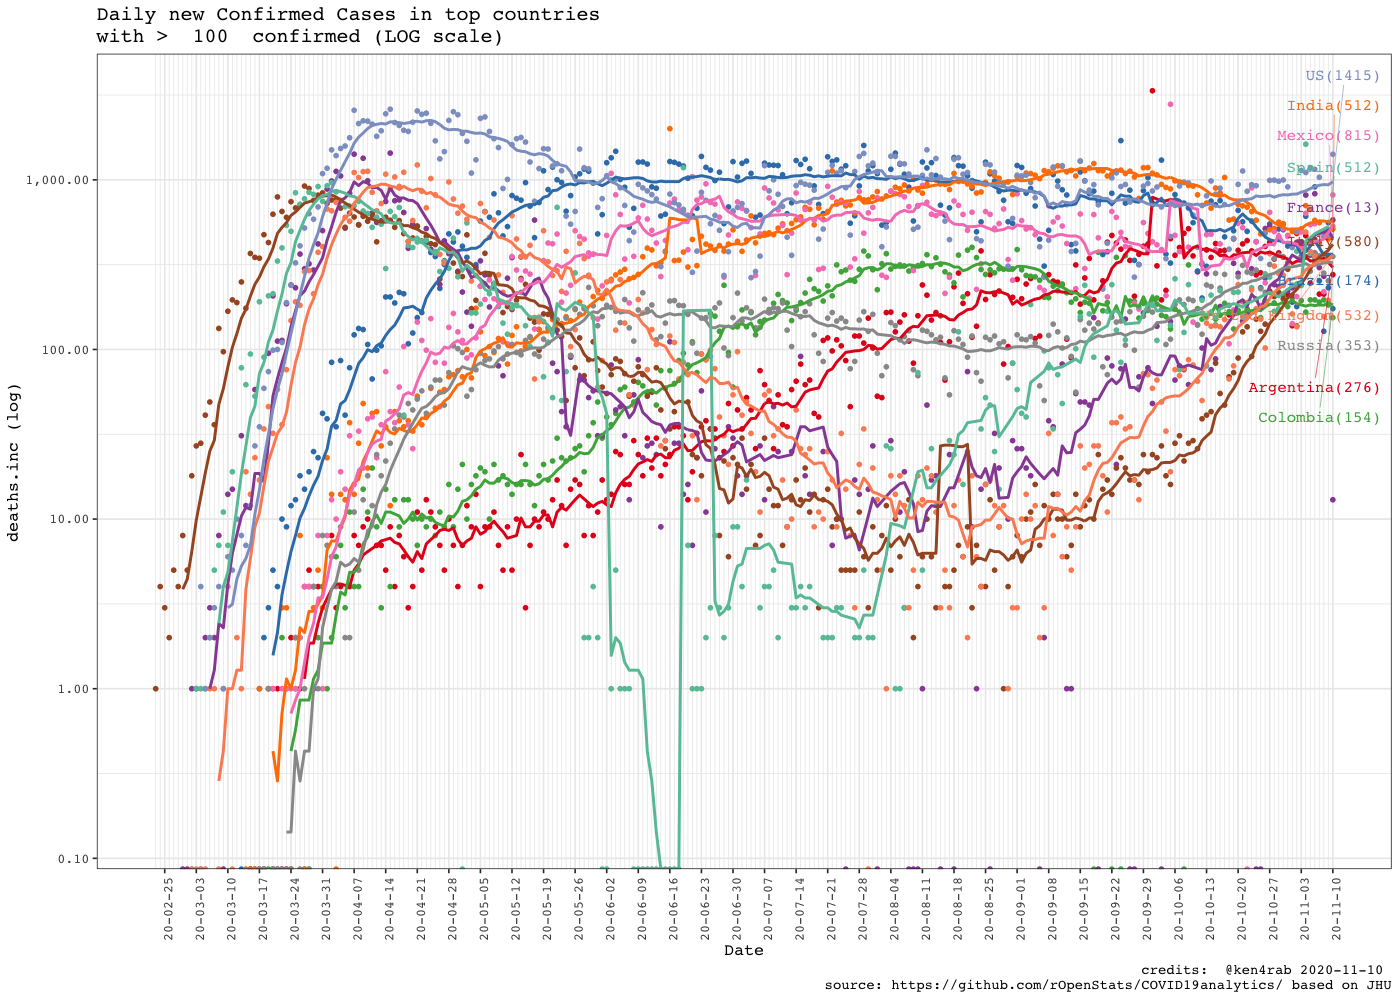 Daily new Confirmed Cases in top countries
with >  100  confirmed (LOG scale)
US(1415)
India(512)
Mexico(815)
Spain(512)
France(13)
Italy(580)
Brazil(174)
Kingdom(532)
Russia(353)
Argentina(276)
Colombia(154)
deaths.inc (log)
1,000.00
100.00
10.00
1.00
0.10
20-02-25
20-03-03
20-03-10
20-03-17
20-03-24
20-03-31
20-04-07
20-04-14
20-04-21
20-04-28
20-05-05
20-05-12
20-05-19
20-05-26
20-06-02
20-06-09
20-06-16
20-06-23
20-06-30
20-07-07
20-07-14
20-07-21
20-07-28
20-08-04
20-08-11
20-08-18
20-08-25
20-09-01
20-09-08
20-09-15
20-09-22
20-09-29
20-10-06
20-10-13
20-10-20
20-10-27
20-11-03
20-11-10
Date
credits:  @ken4rab 2020-11-10
source: https://github.com/rOpenStats/COVID19analytics/ based on JHU